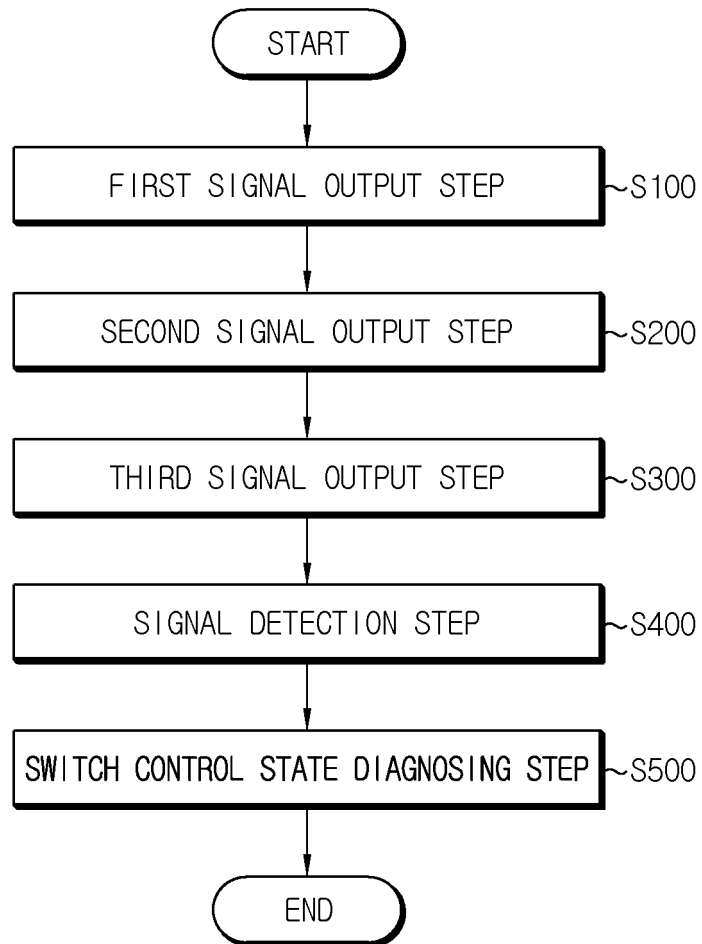 START
FIRST SIGNAL OUTPUT STEP
~S100
SECOND SIGNAL OUTPUT STEP
~S200
THIRD SIGNAL OUTPUT STEP
~S300
SIGNAL DETECTION STEP
~S400
SWITCH CONTROL STATE DIAGNOSING STEP
~S500
END